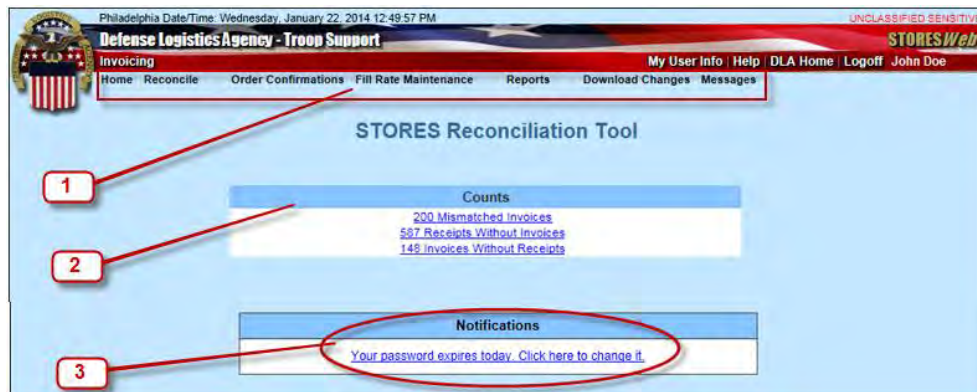 Philadelphia Date/Time: Wednesday, January 22, 2014 12:49:57 PM UNCLASSIFIED SENSITIVE
Defense Logistics Agency - Troop Support STORESWeb
Invoicing My User Info | Help | DLA Home | Logoff John Doe
Home Reconcile Order Confirmations Fill Rate Maintenance Reports Download Changes Messages
STORES Reconciliation Tool
1
Counts
200 Mismatched Invoices
587 Receipts Without Invoices
148 Invoices Without Receipts
2
Notifications
Your password expires today. Click here to change it.
3